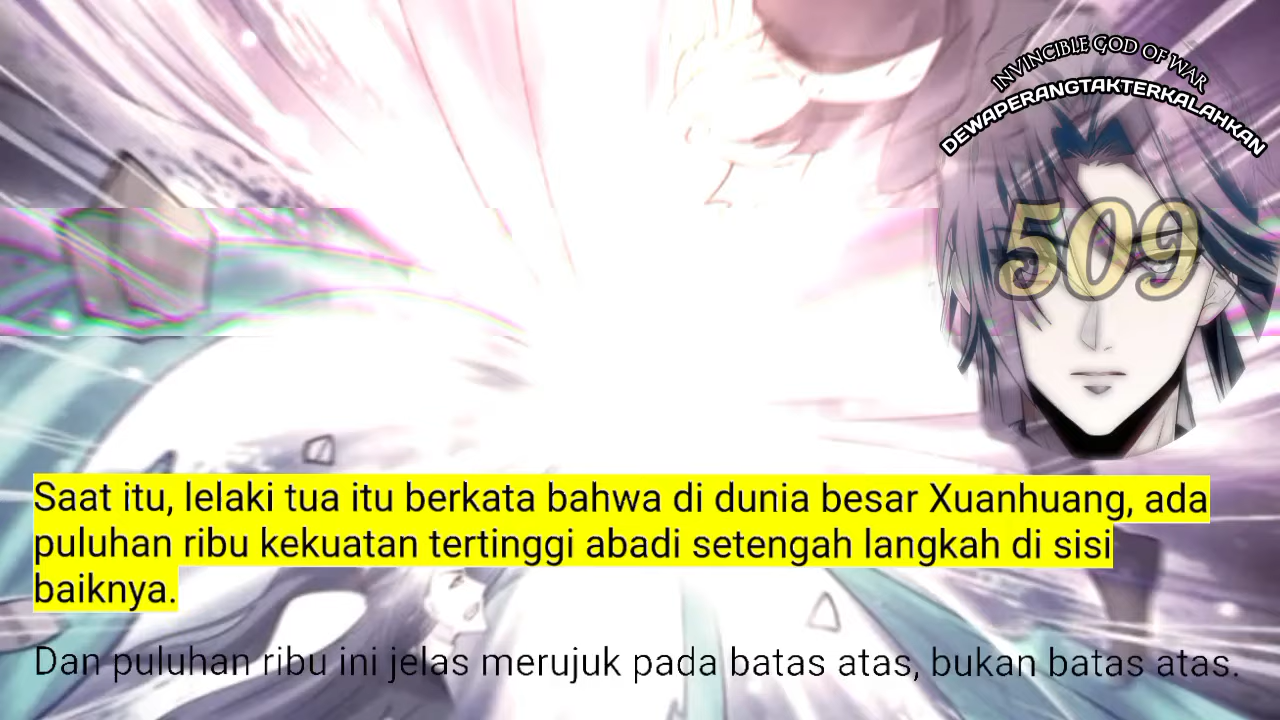 INVINCIBLE GOD OF WAR
DEWAPERANGTAKTERKALAHKAN
509
Saat itu, lelaki tua itu berkata bahwa di dunia besar Xuanhuang, ada
puluhan ribu kekuatan tertinggi abadi setengah langkah di sisi
baiknya.
Dan puluhan ribu ini jelas merujuk pada batas atas, bukan batas atas.